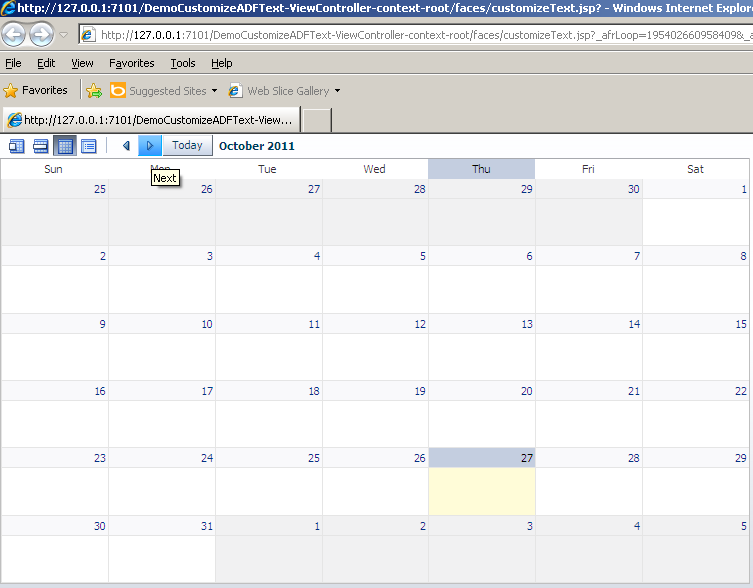 http://127.0.0.1:7101/DemoCustomizeADFText-ViewController-context-root/faces/customizeText.jsp? - Windows Internet Explor
http://127.0.0.1:7101/DemoCustomizeADFText-ViewController-context-root/faces/customizeText.jsp?_afrLoop=1954026609584098&_a
File Edit View Favorites Tools Help
Favorites Suggested Sites Web Slice Gallery
http://127.0.0.1:7101/DemoCustomizeADFText-View...
Today October 2011
Sun Mon Tue Wed Thu Fri Sat
Next
25 26 27 28 29 30 1
2 3 4 5 6 7 8
9 10 11 12 13 14 15
16 17 18 19 20 21 22
23 24 25 26 27 28 29
30 31 1 2 3 4 5